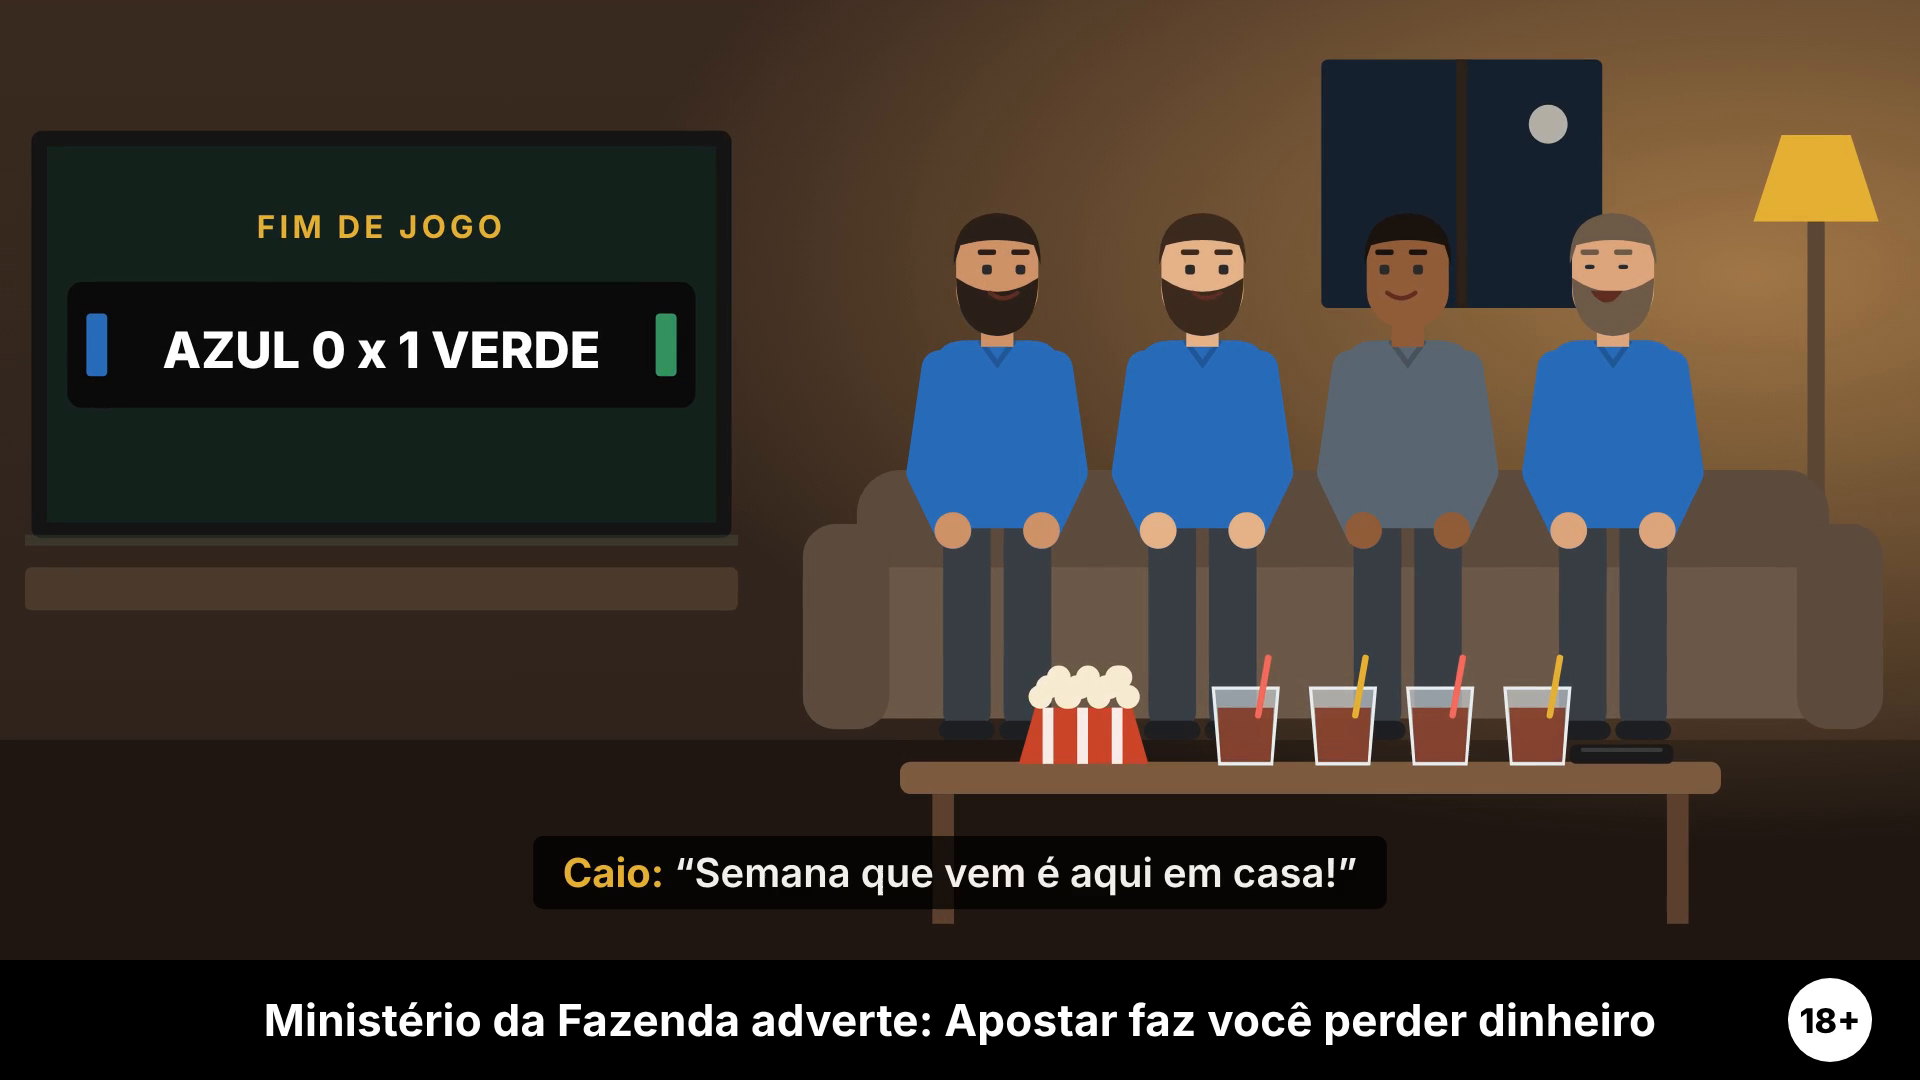 FIM DE JOGO
AZUL 0 x 1 VERDE
Caio: “Semana que vem é aqui em casa!”
Ministério da Fazenda adverte: Apostar faz você perder dinheiro
18+